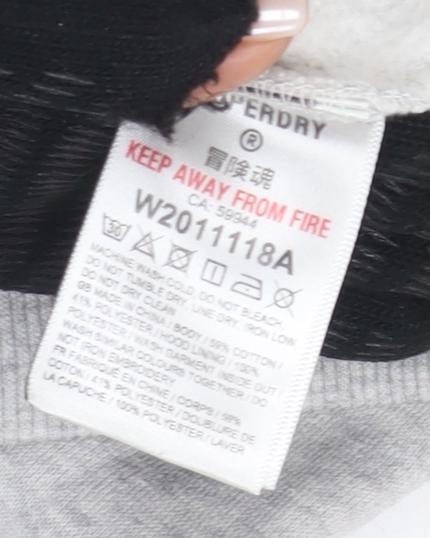 PERDRY
®
冒険魂
KEEP AWAY FROM FIRE
CA: 59944
W2011118A
30
MACHINE WASH COLD. DO NOT BLEACH.
DO NOT TUMBLE DRY. LINE DRY. IRON LOW
DO NOT DRY CLEAN
GB MADE IN CHINA / BODY / 59% COTTON /
41% POLYESTER / HOOD LINING / 100%
POLYESTER / WASH GARMENT INSIDE OUT /
WASH SIMILAR COLOURS TOGETHER / DO
NOT IRON EMBROIDERY
FR FABRIQUÉ EN CHINE / CORPS / 59%
COTON / 41% POLYESTER / DOUBLURE DE
LA CAPUCHE / 100% POLYESTER / LAVER